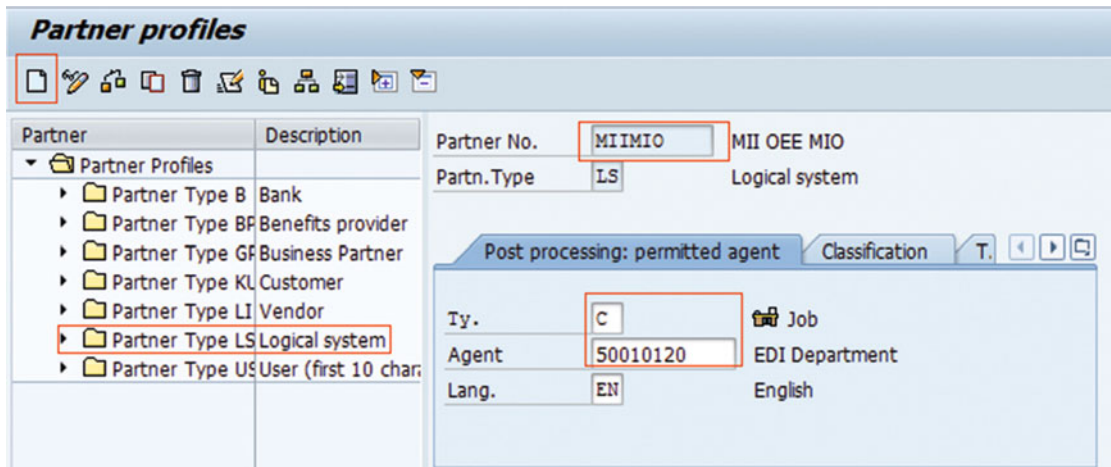 Partner profiles
Partner Description
Partner Profiles
Partner Type B Bank
Partner Type BP Benefits provider
Partner Type GP Business Partner
Partner Type KU Customer
Partner Type LI Vendor
Partner Type LS Logical system
Partner Type US User (first 10 chara
Partner No. MIIMIO MII OEE MIO
Partn.Type LS Logical system
Post processing: permitted agent Classification T.
Ty. C Job
Agent 50010120 EDI Department
Lang. EN English